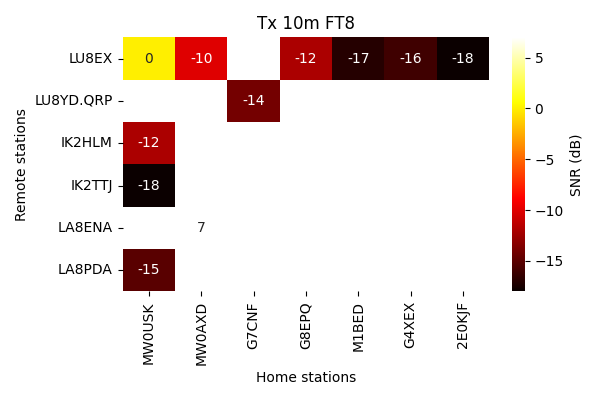 Tx 10m FT8
LU8EX 0 -10 -12 -17 -16 -18
LU8YD.QRP -14
IK2HLM -12
IK2TTJ -18
LA8ENA 7
LA8PDA -15
Remote stations
MW0USK MW0AXD G7CNF G8EPQ M1BED G4XEX 2E0KJF
Home stations
5
0
−5
−10
−15
SNR (dB)